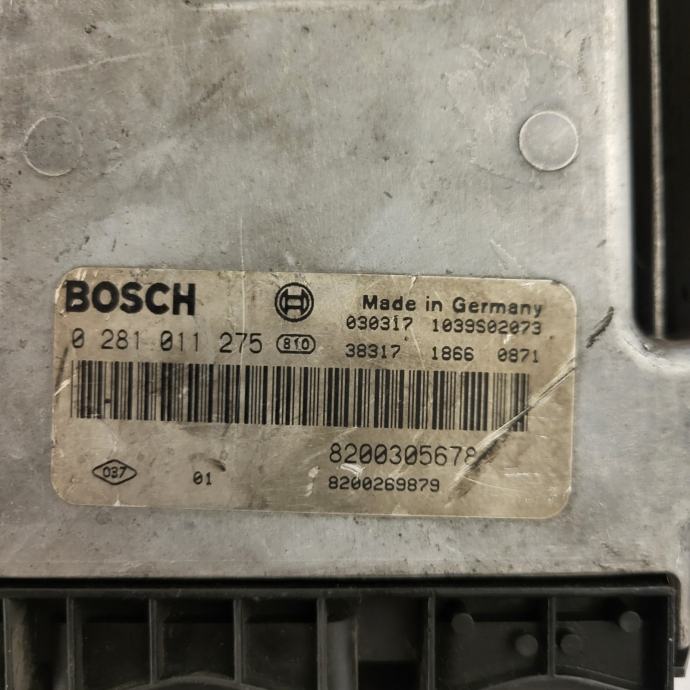 BOSCH
Made in Germany
030317 1039S02073
0 281 011 275 810
38317 1866 0871
8200305678
037 01
8200269879